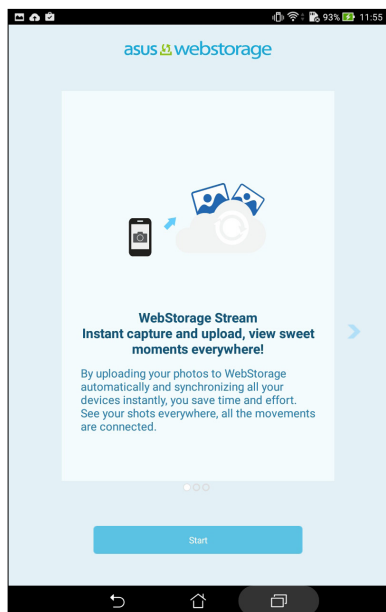 93% 11:55
asus webstorage
WebStorage Stream
Instant capture and upload, view sweet
moments everywhere!
By uploading your photos to WebStorage
automatically and synchronizing all your
devices instantly, you save time and effort.
See your shots everywhere, all the movements
are connected.
Start